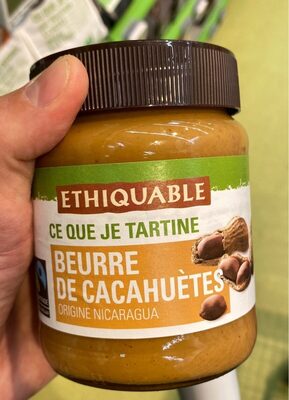 ETHIQUABLE
CE QUE JE TARTINE
BEURRE
DE CACAHUÈTES
ORIGINE NICARAGUA